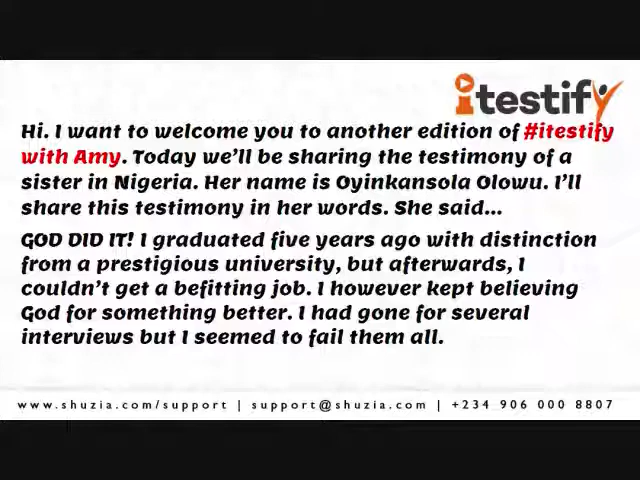 itestify
Hi. I want to welcome you to another edition of #itestify
with Amy. Today we'll be sharing the testimony of a
sister in Nigeria. Her name is Oyinkansola Olowu. I'll
share this testimony in her words. She said...
GOD DID IT! I graduated five years ago with distinction
from a prestigious university, but afterwards, I
couldn't get a befitting job. I however kept believing
God for something better. I had gone for several
interviews but I seemed to fail them all.
www.shuzia.com/support | support@shuzia.com | +234 906 000 8807